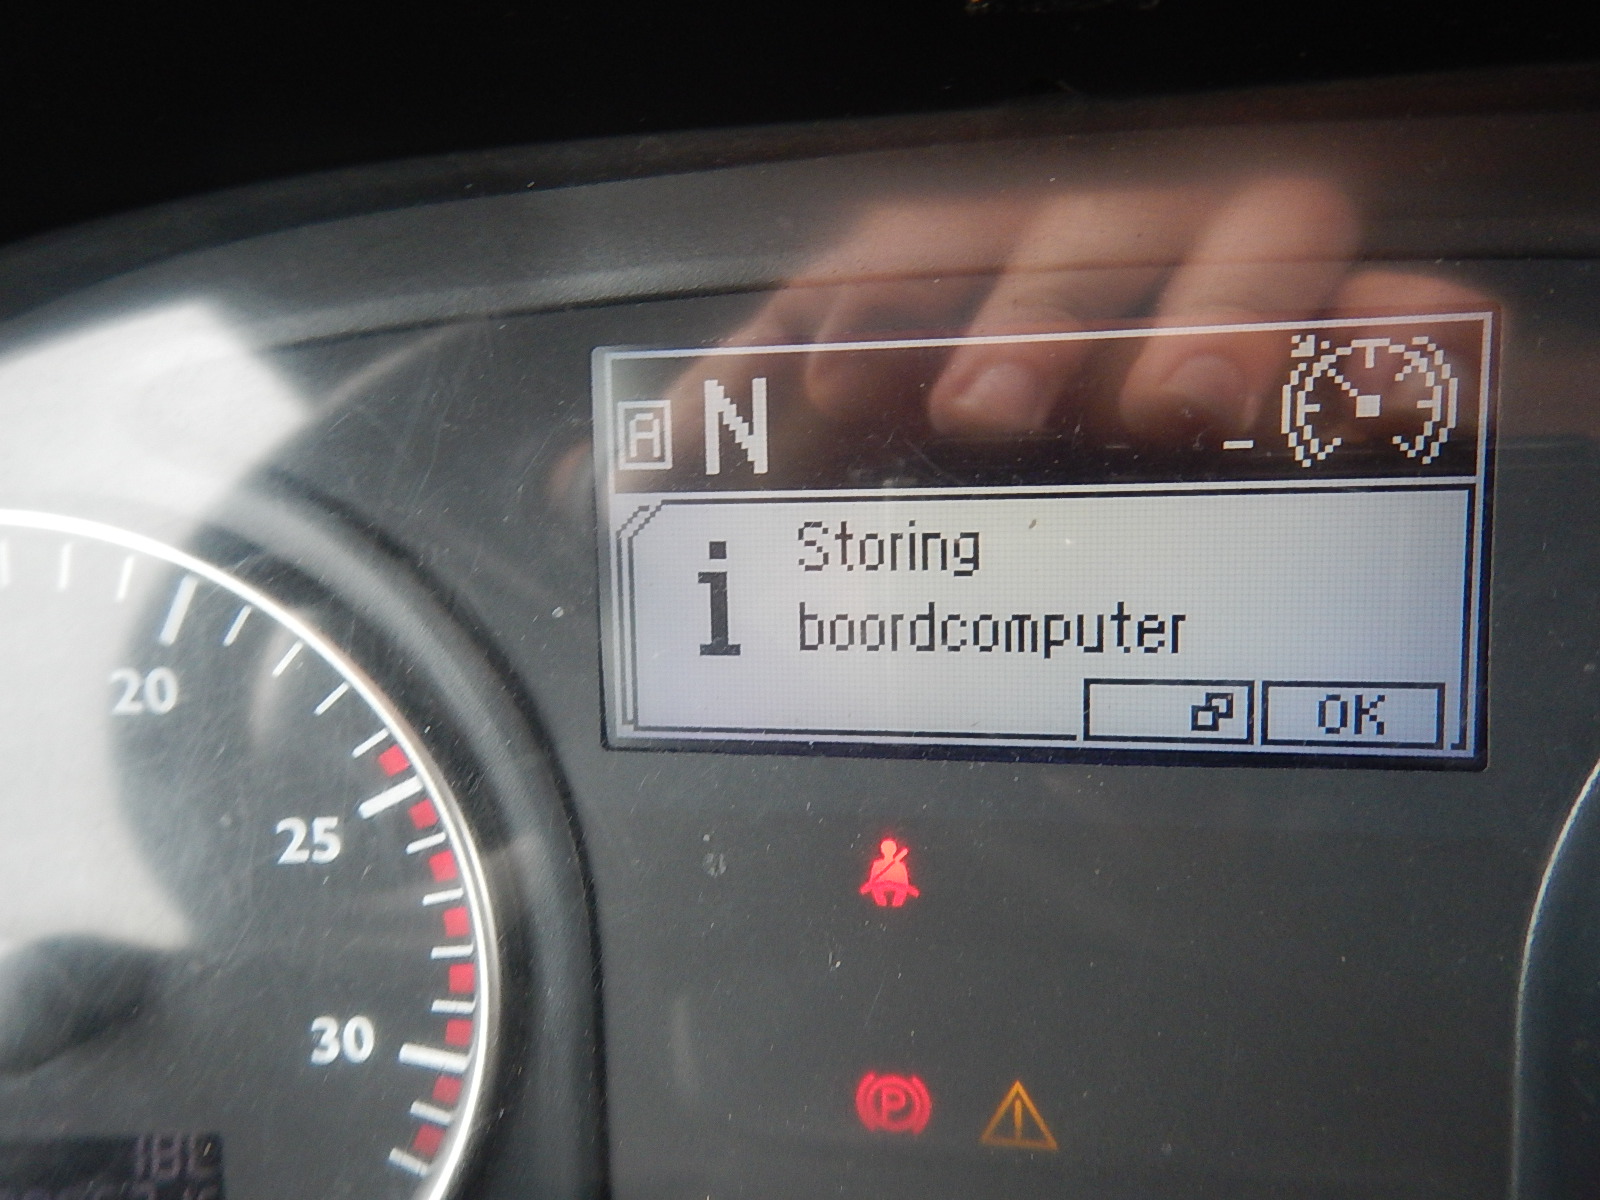 A N
Storing
boordcomputer
OK
20
25
30
P